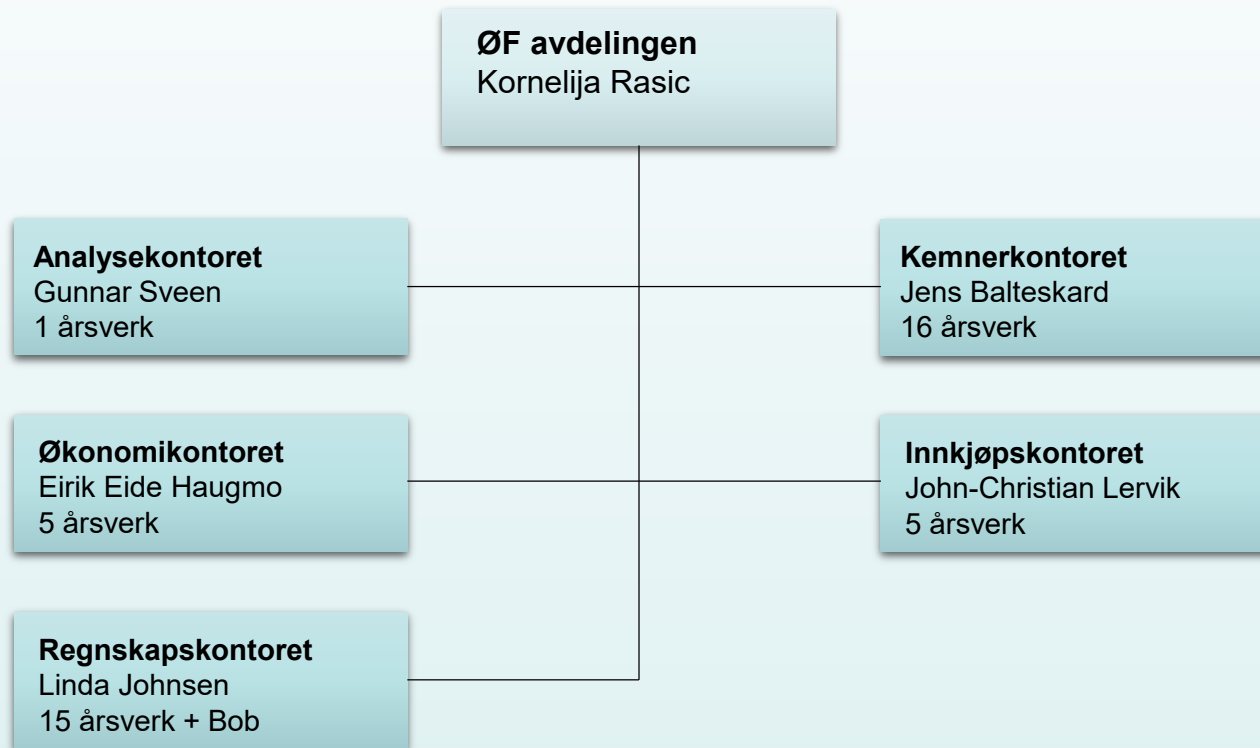 ØF avdelingen
Kornelija Rasic
Analysekontoret
Gunnar Sveen
1 årsverk
Kemnerkontoret
Jens Balteskard
16 årsverk
Økonomikontoret
Eirik Eide Haugmo
5 årsverk
Innkjøpskontoret
John-Christian Lervik
5 årsverk
Regnskapskontoret
Linda Johnsen
15 årsverk + Bob